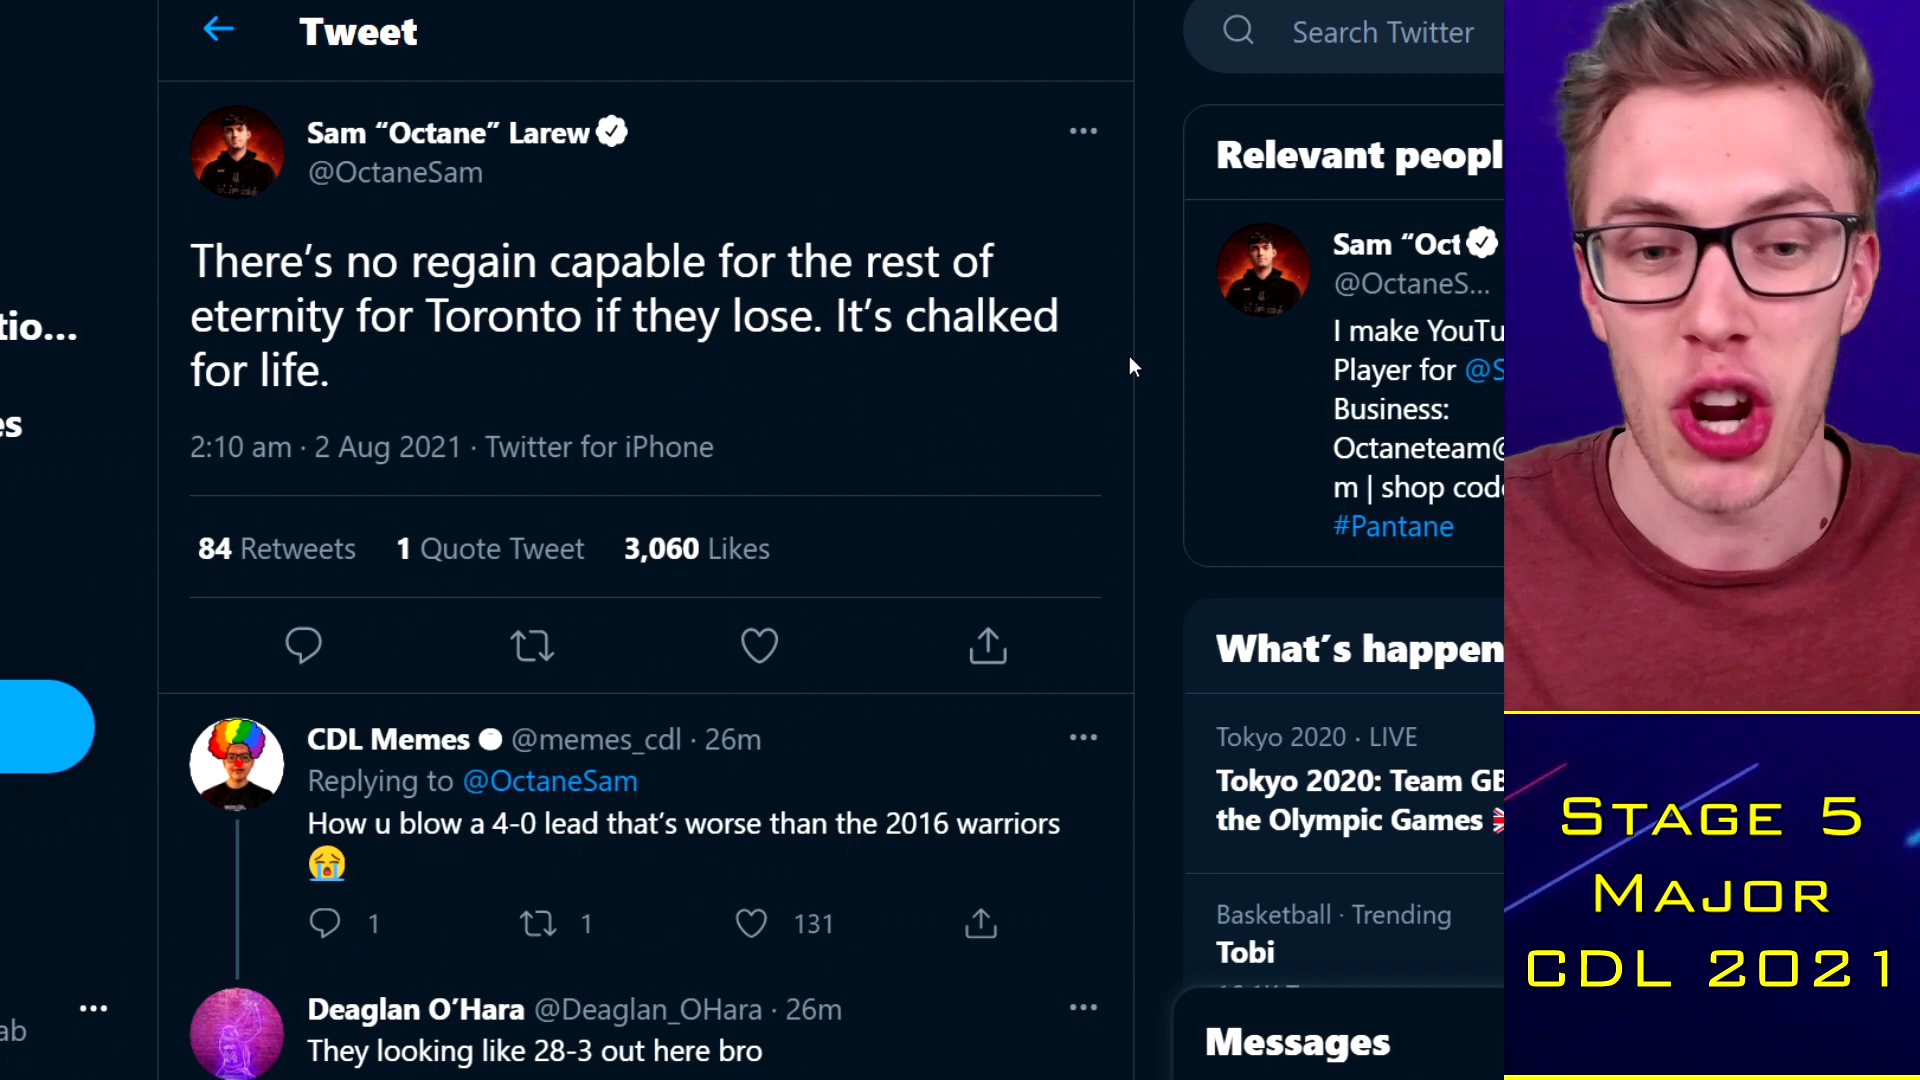 Tweet
Search Twitter
Sam “Octane” Larew
@OctaneSam
There’s no regain capable for the rest of
eternity for Toronto if they lose. It’s chalked
for life.
2:10 am · 2 Aug 2021 · Twitter for iPhone
84 Retweets 1 Quote Tweet 3,060 Likes
CDL Memes @memes_cdl · 26m
Replying to @OctaneSam
How u blow a 4-0 lead that’s worse than the 2016 warriors
😭
1 1 131
Deaglan O’Hara @Deaglan_OHara · 26m
They looking like 28-3 out here bro
tio...
es
ab
Relevant peopl
Sam “Oct
@OctaneS...
I make YouTu
Player for @S
Business:
Octaneteam@
m | shop cod
#Pantane
What's happen
Tokyo 2020 · LIVE
Tokyo 2020: Team GB
the Olympic Games
Basketball · Trending
Tobi
Messages
STAGE 5
MAJOR
CDL 2021